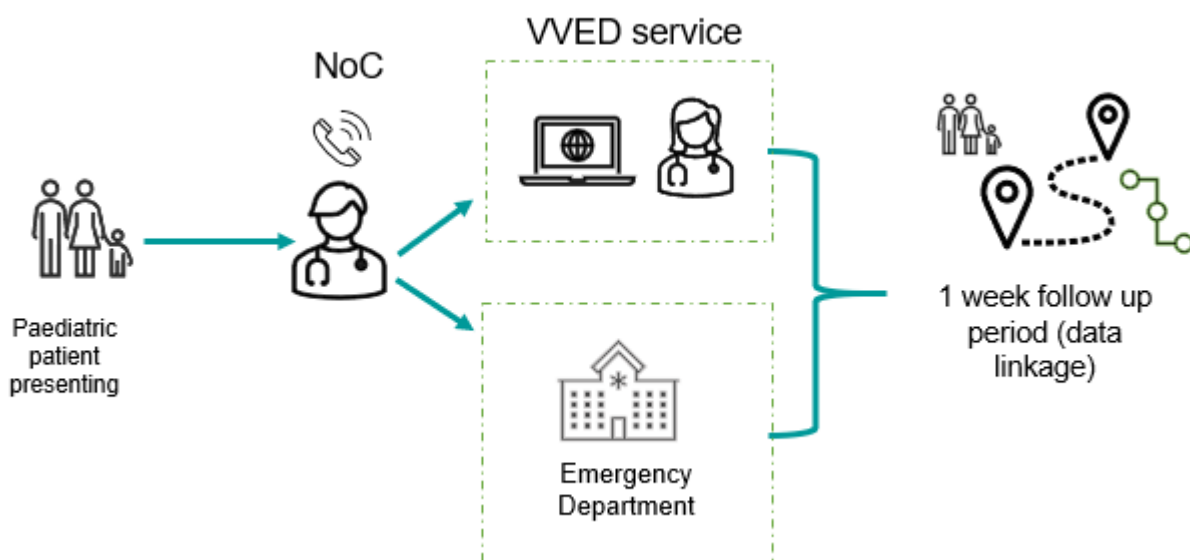 VVED service
NoC
Paediatric
patient
presenting
Emergency
Department
1 week follow up
period (data
linkage)